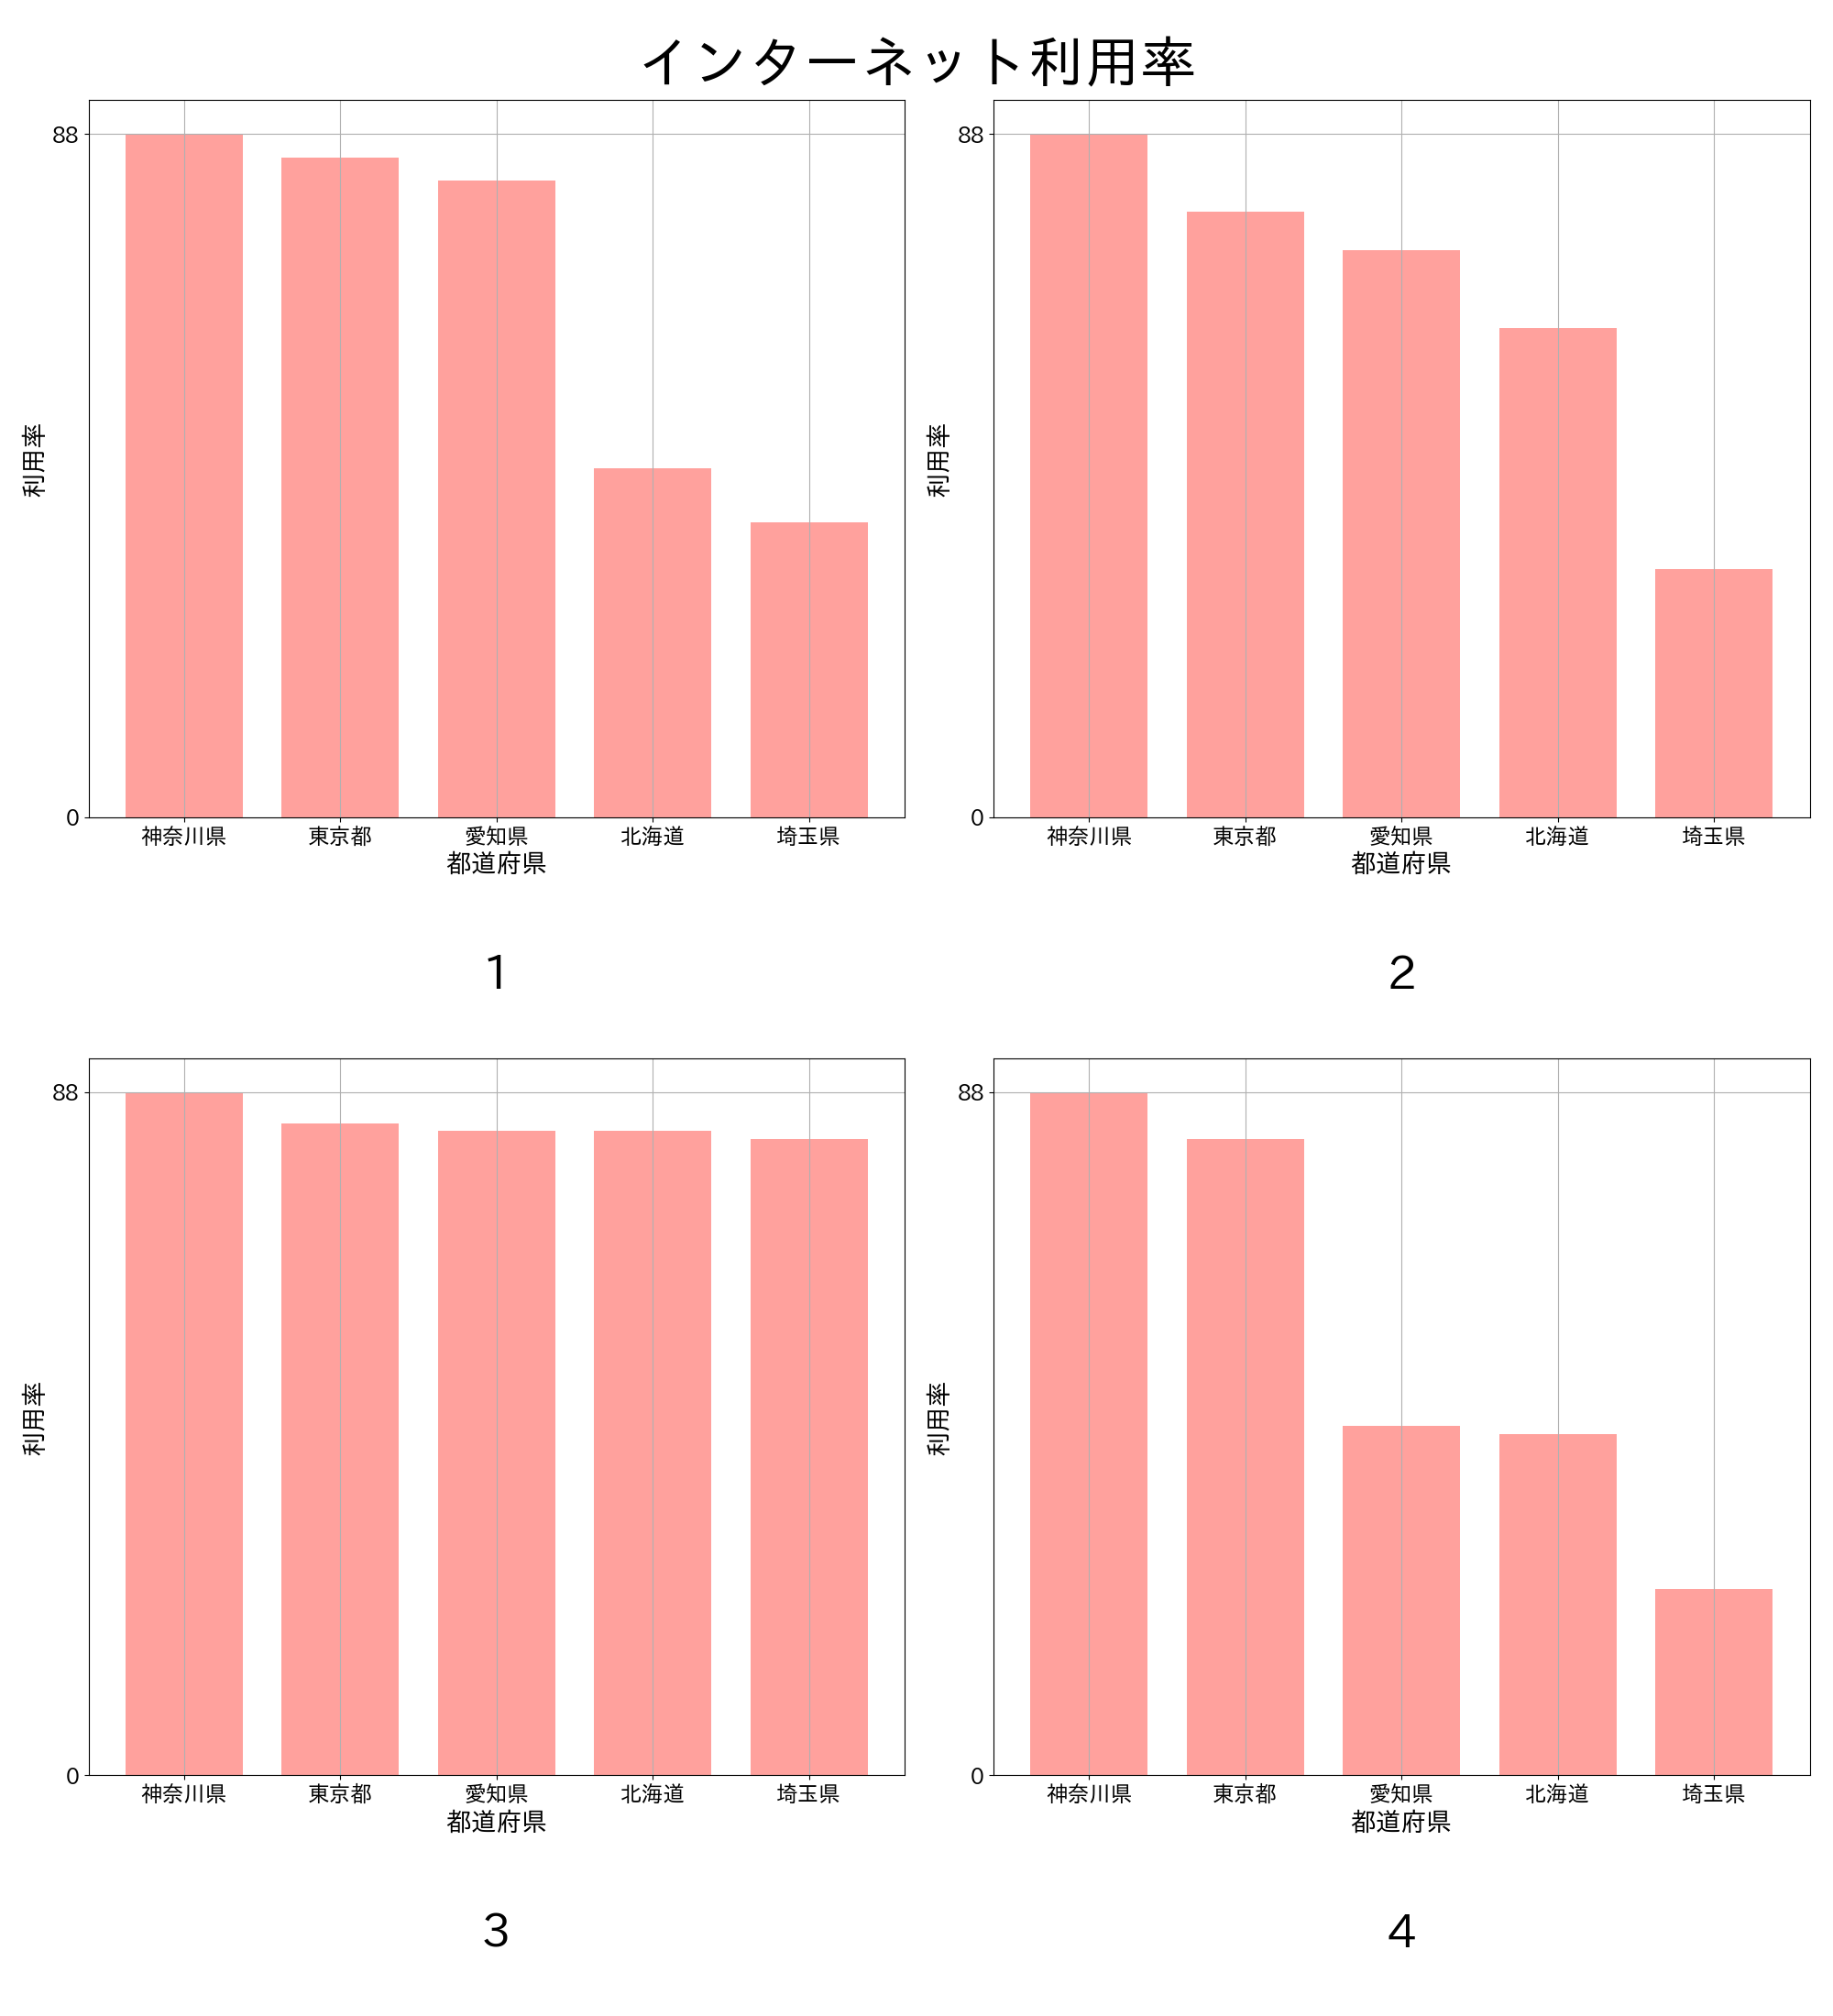 インターネット利用率
88
0
利用率
神奈川県 東京都 愛知県 北海道 埼玉県
都道府県
1
88
0
利用率
神奈川県 東京都 愛知県 北海道 埼玉県
都道府県
2
88
0
利用率
神奈川県 東京都 愛知県 北海道 埼玉県
都道府県
3
88
0
利用率
神奈川県 東京都 愛知県 北海道 埼玉県
都道府県
4